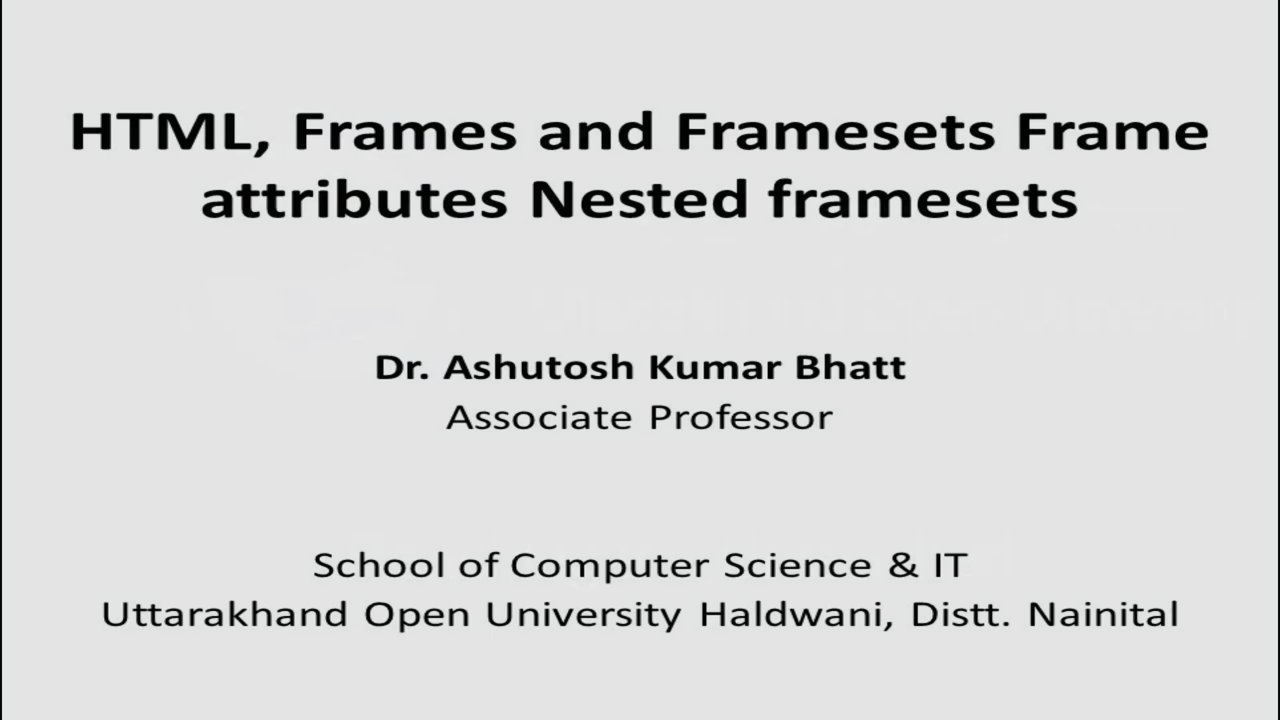 HTML, Frames and Framesets Frame
attributes Nested framesets
Dr. Ashutosh Kumar Bhatt
Associate Professor
School of Computer Science & IT
Uttarakhand Open University Haldwani, Distt. Nainital